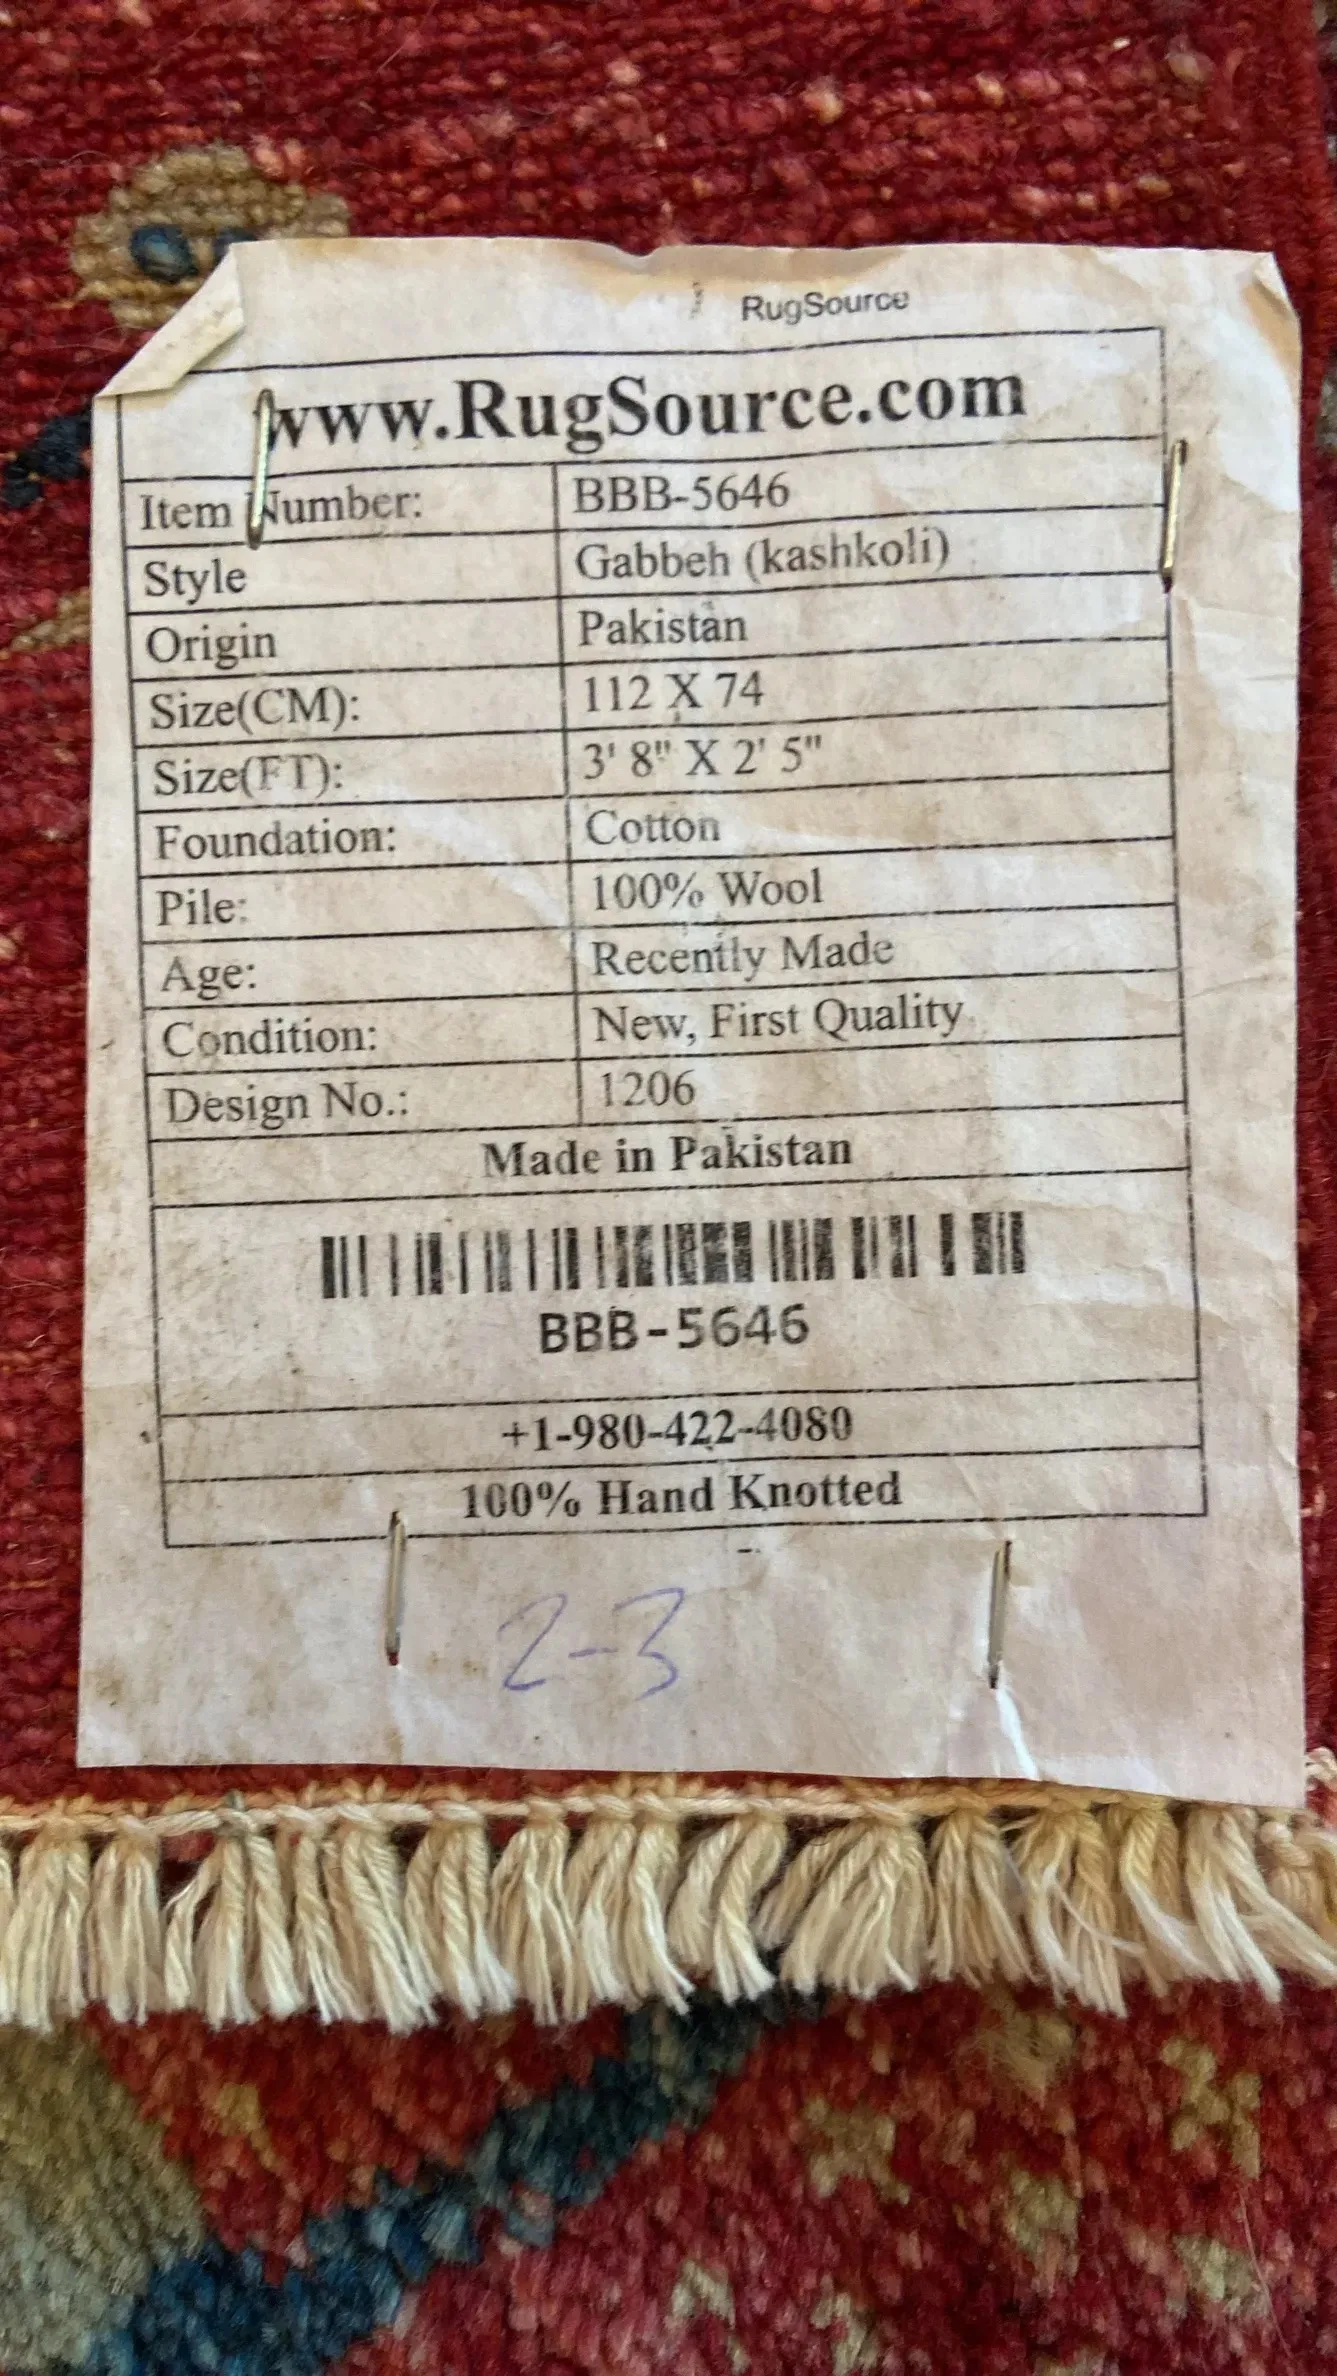 RugSource
www.RugSource.com
Item Number: BBB-5646
Style Gabbeh (kashkoli)
Origin Pakistan
Size(CM): 112 X 74
Size(FT): 3' 8" X 2' 5"
Foundation: Cotton
Pile: 100% Wool
Age: Recently Made
Condition: New, First Quality
Design No.: 1206
Made in Pakistan
BBB-5646
+1-980-422-4080
100% Hand Knotted
2-3